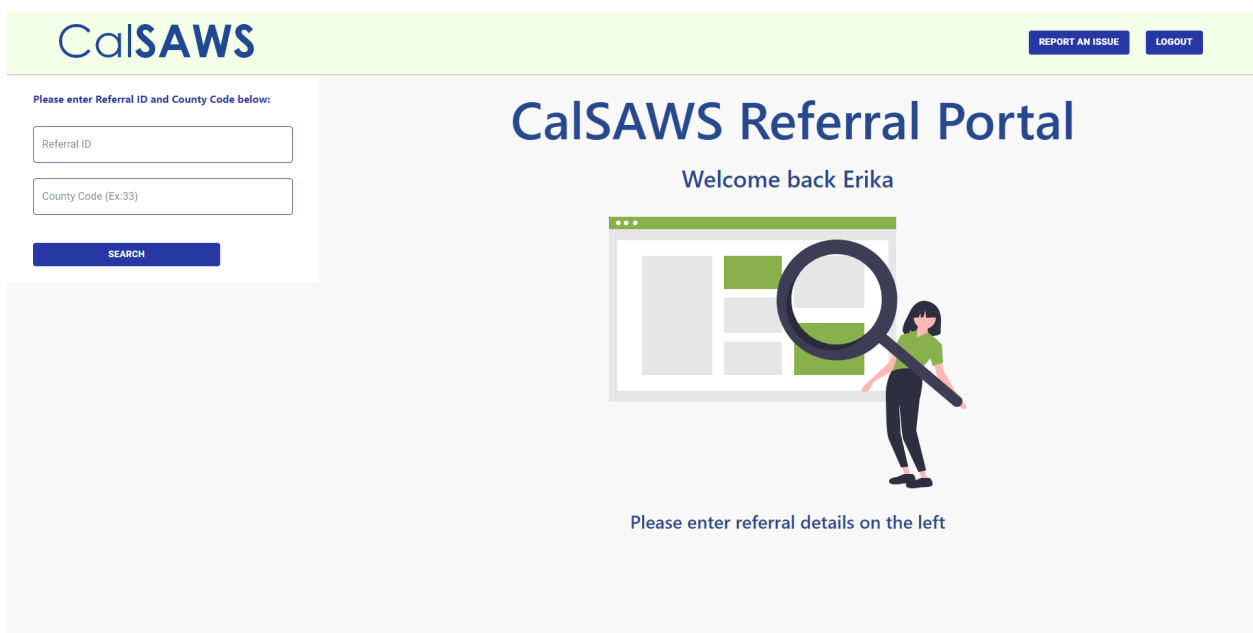 CalSAWS
REPORT AN ISSUE
LOGOUT
Please enter Referral ID and County Code below:
Referral ID
County Code (Ex:33)
SEARCH
CalSAWS Referral Portal
Welcome back Erika
Please enter referral details on the left